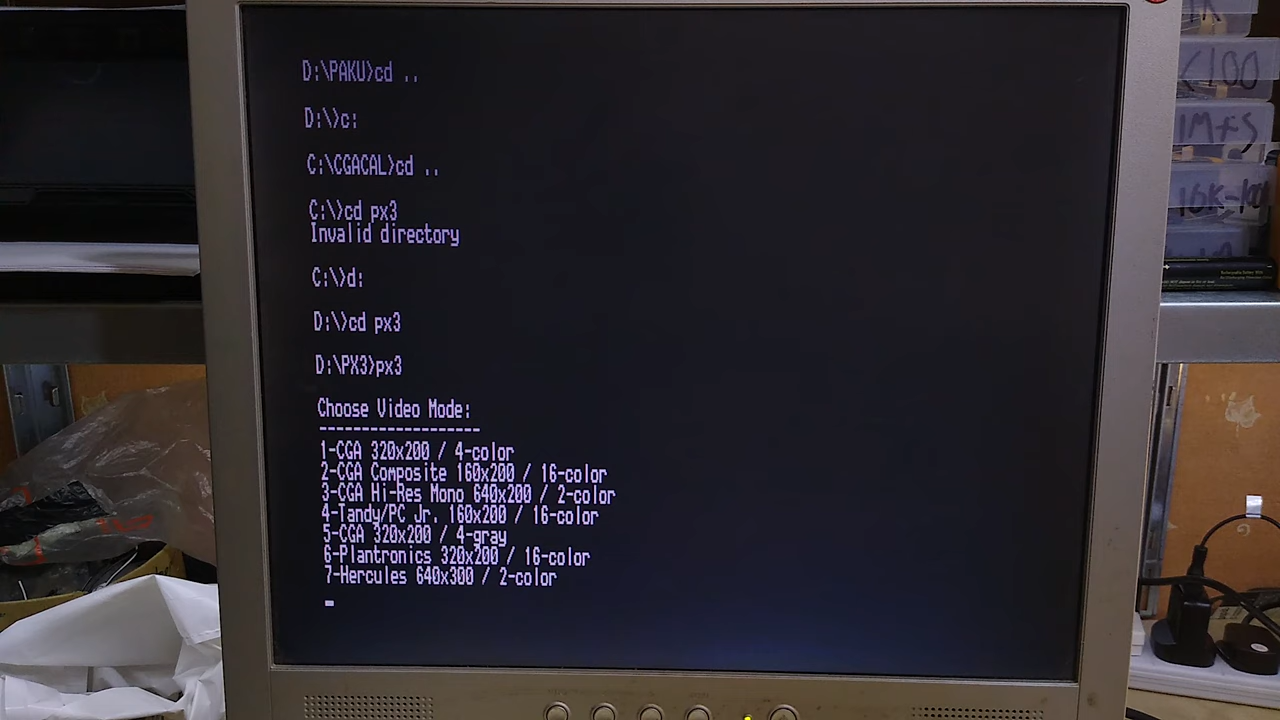 D:\PAKU>cd ..
D:\>c:
C:\CGACAL>cd ..
C:\>cd px3
Invalid directory
C:\>d:
D:\>cd px3
D:\PX3>px3
Choose Video Mode:
------------------
1-CGA 320x200 / 4-color
2-CGA Composite 160x200 / 16-color
3-CGA Hi-Res Mono 640x200 / 2-color
4-Tandy/PC Jr. 160x200 / 16-color
5-CGA 320x200 / 4-gray
6-Plantronics 320x200 / 16-color
7-Hercules 640x300 / 2-color
<100
1M+S